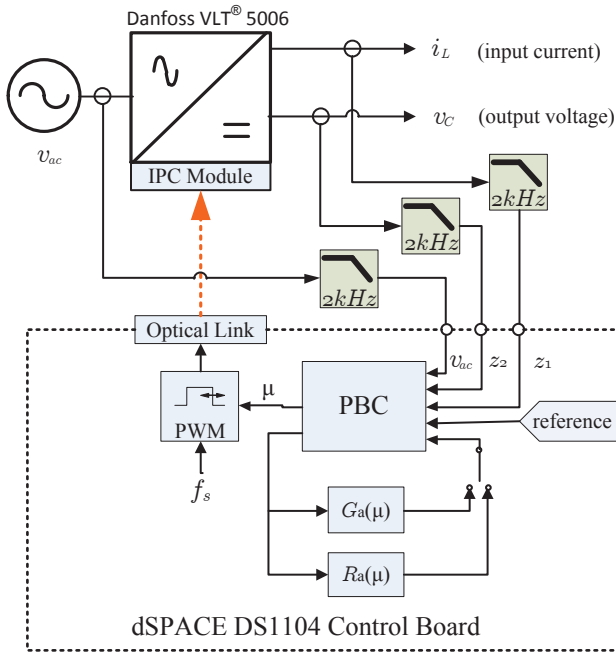 Danfoss VLT® 5006
i_L (input current)
v_C (output voltage)
v_ac
IPC Module
2kHz
2kHz
2kHz
Optical Link
v_ac z_2 z_1
μ
PBC
PWM
reference
f_s
G_a(μ)
R_a(μ)
dSPACE DS1104 Control Board